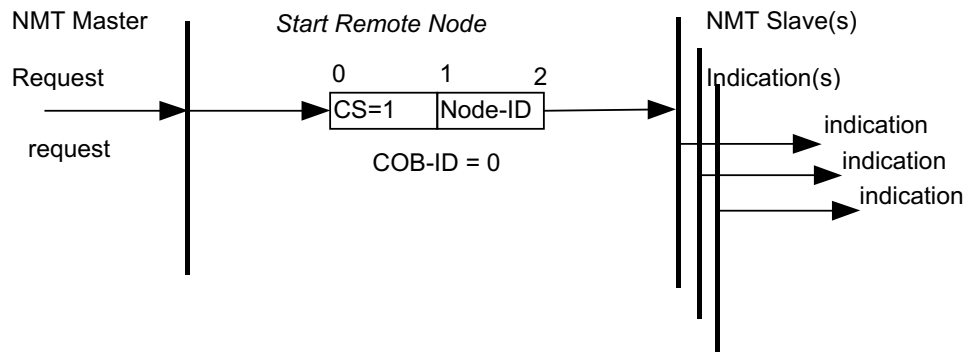 NMT Master
Start Remote Node
NMT Slave(s)
Request
0 1 2
Indication(s)
CS=1 Node-ID
request
COB-ID = 0
indication
indication
indication